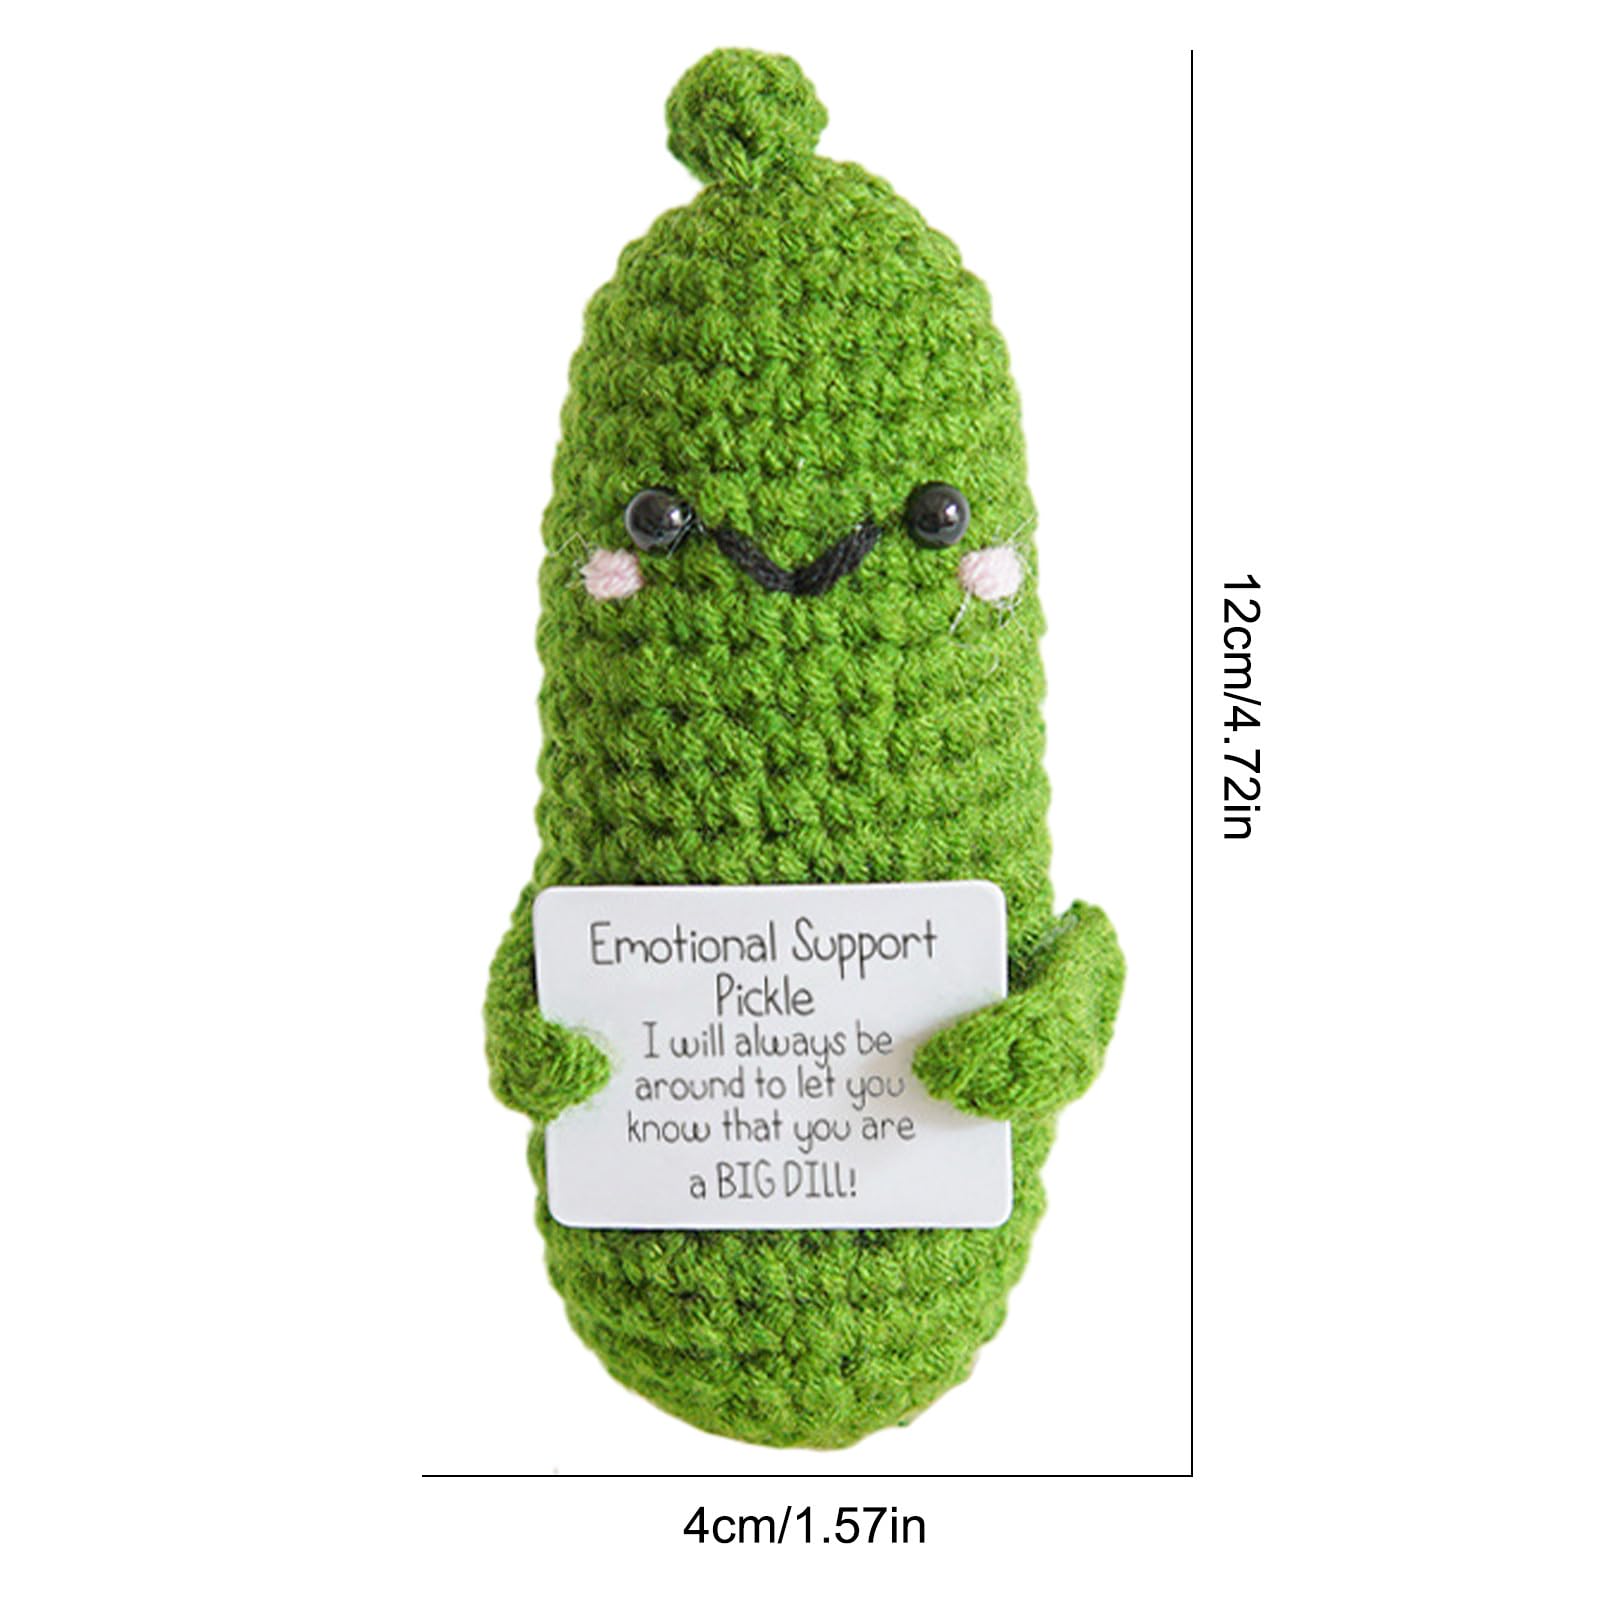 Emotional Support
Pickle
I will always be
around to let you
know that you are
a BIG DILL!
12cm/4.72in
4cm/1.57in